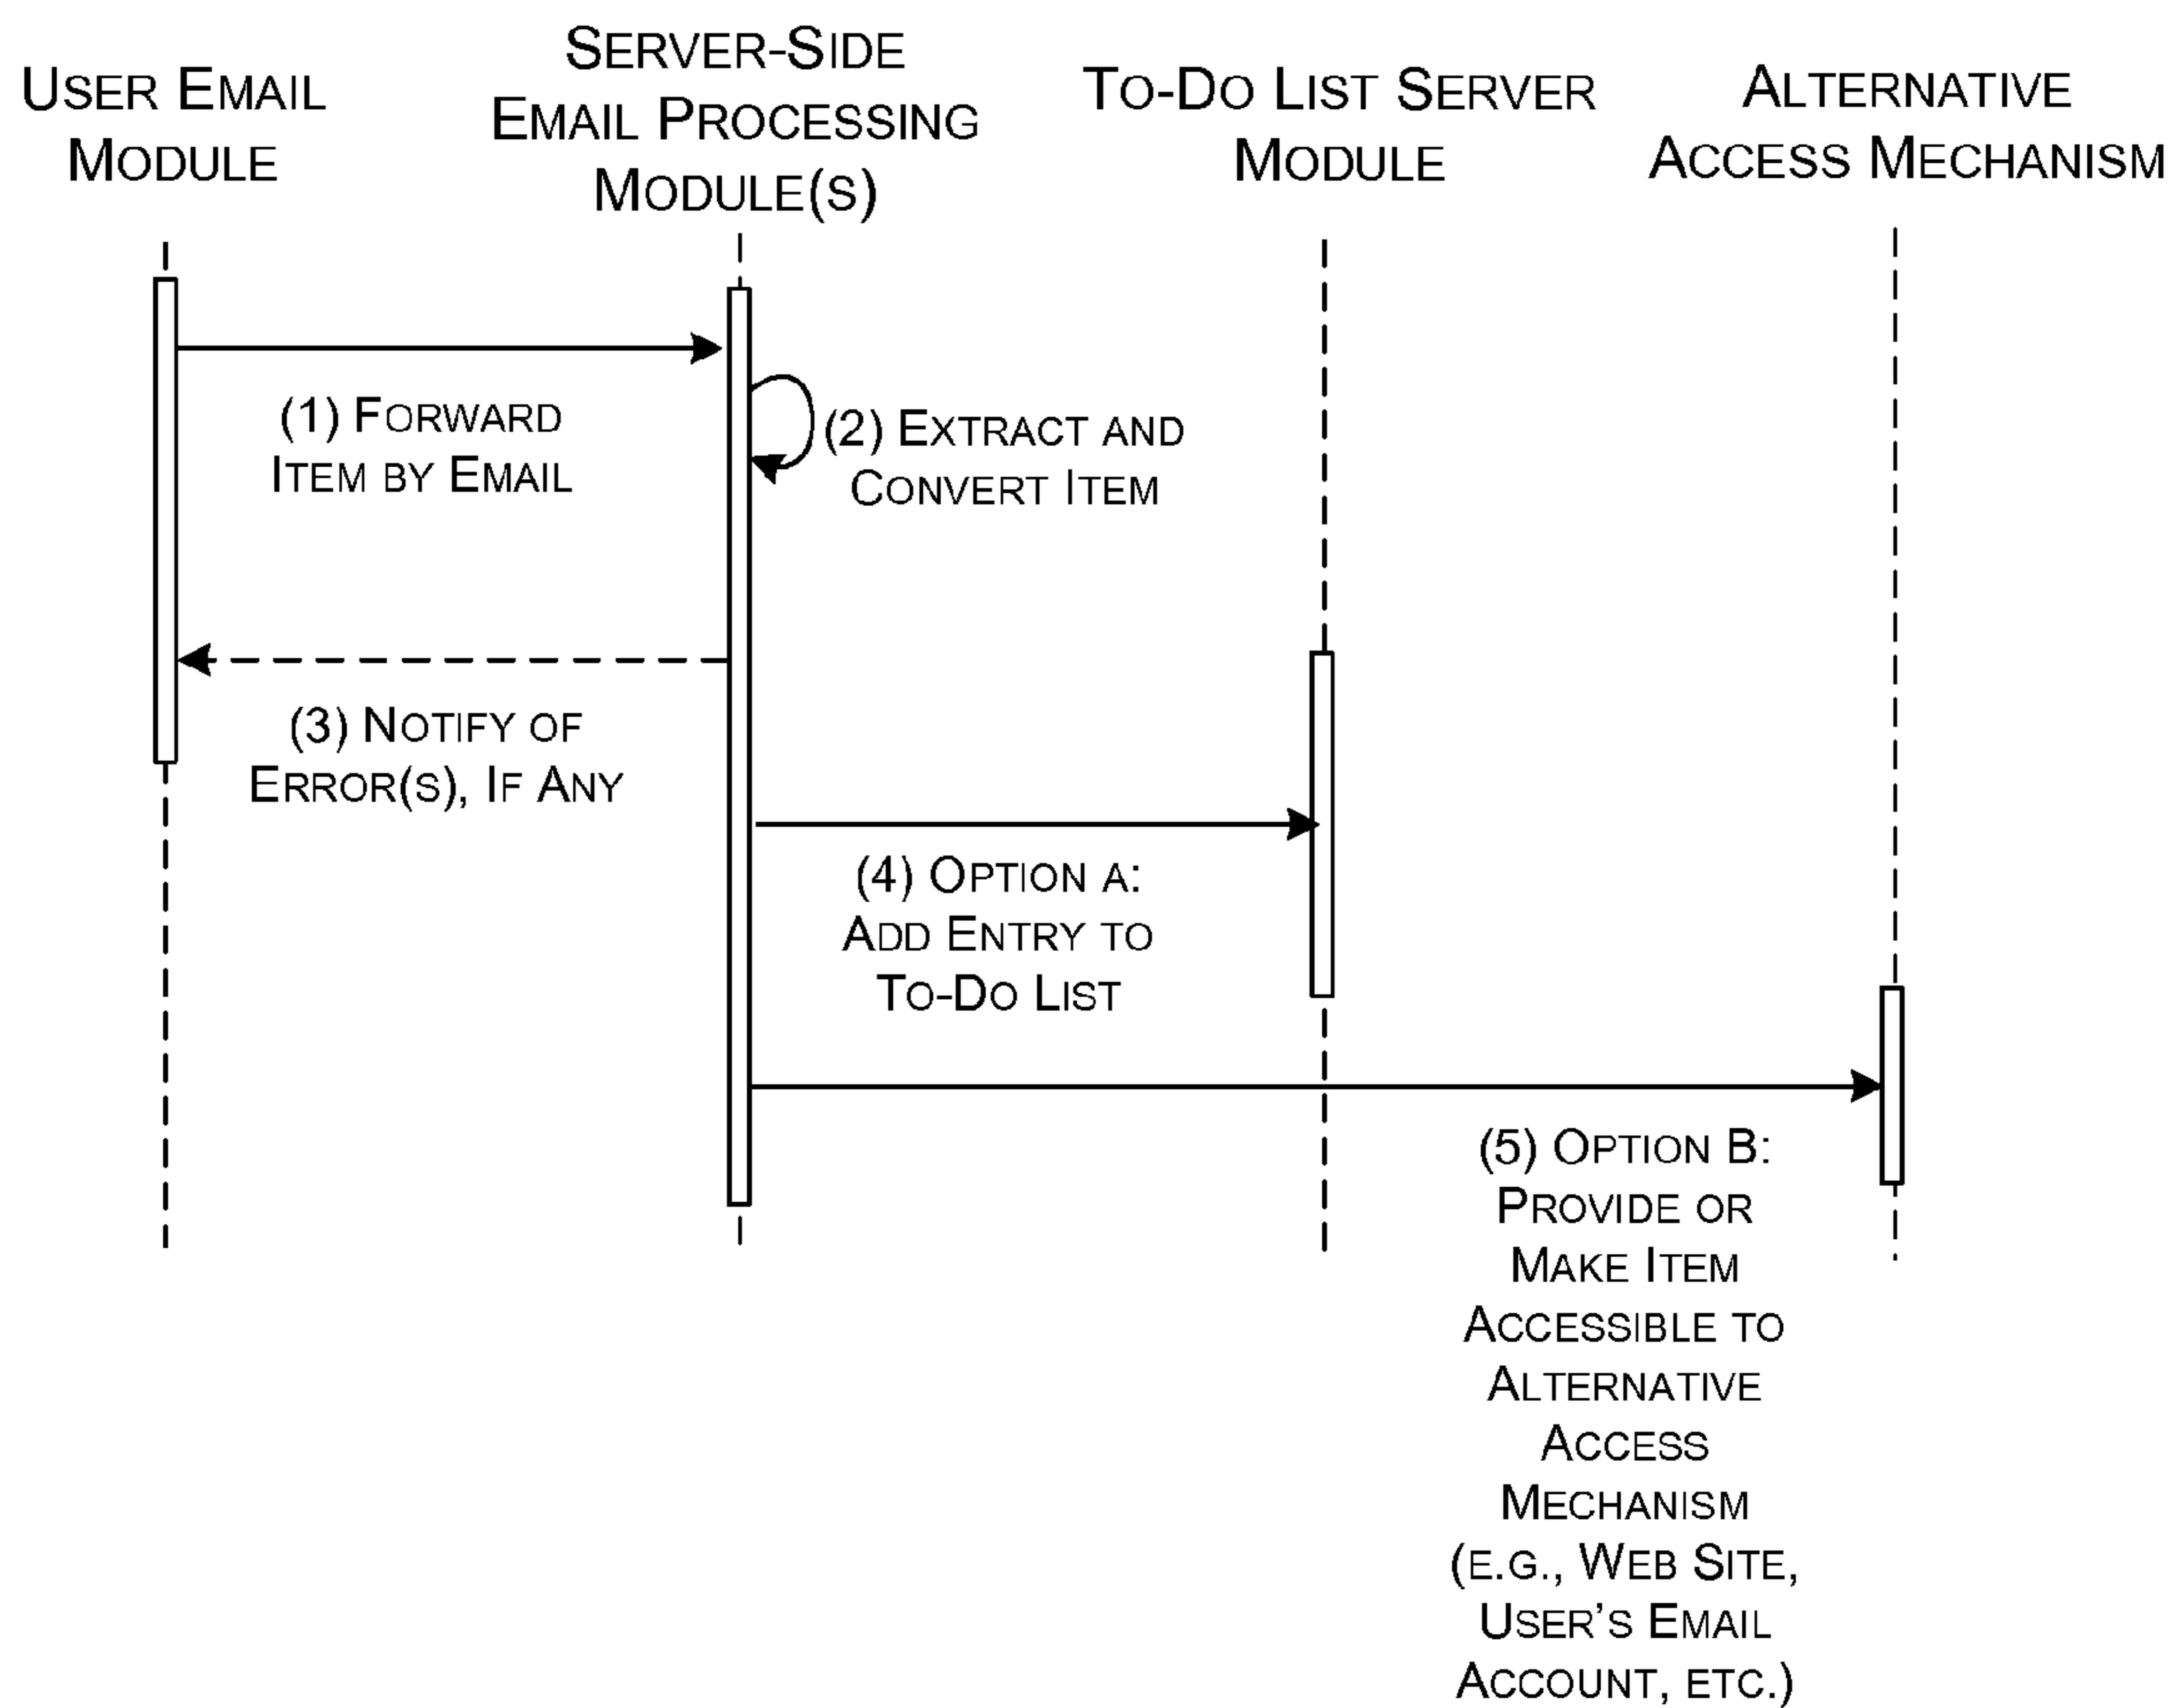 USER EMAIL
MODULE
SERVER-SIDE
EMAIL PROCESSING
MODULE(S)
TO-DO LIST SERVER
MODULE
ALTERNATIVE
ACCESS MECHANISM
(1) FORWARD
ITEM BY EMAIL
(2) EXTRACT AND
CONVERT ITEM
(3) NOTIFY OF
ERROR(S), IF ANY
(4) OPTION A:
ADD ENTRY TO
TO-DO LIST
(5) OPTION B:
PROVIDE OR
MAKE ITEM
ACCESSIBLE TO
ALTERNATIVE
ACCESS
MECHANISM
(E.G., WEB SITE,
USER'S EMAIL
ACCOUNT, ETC.)